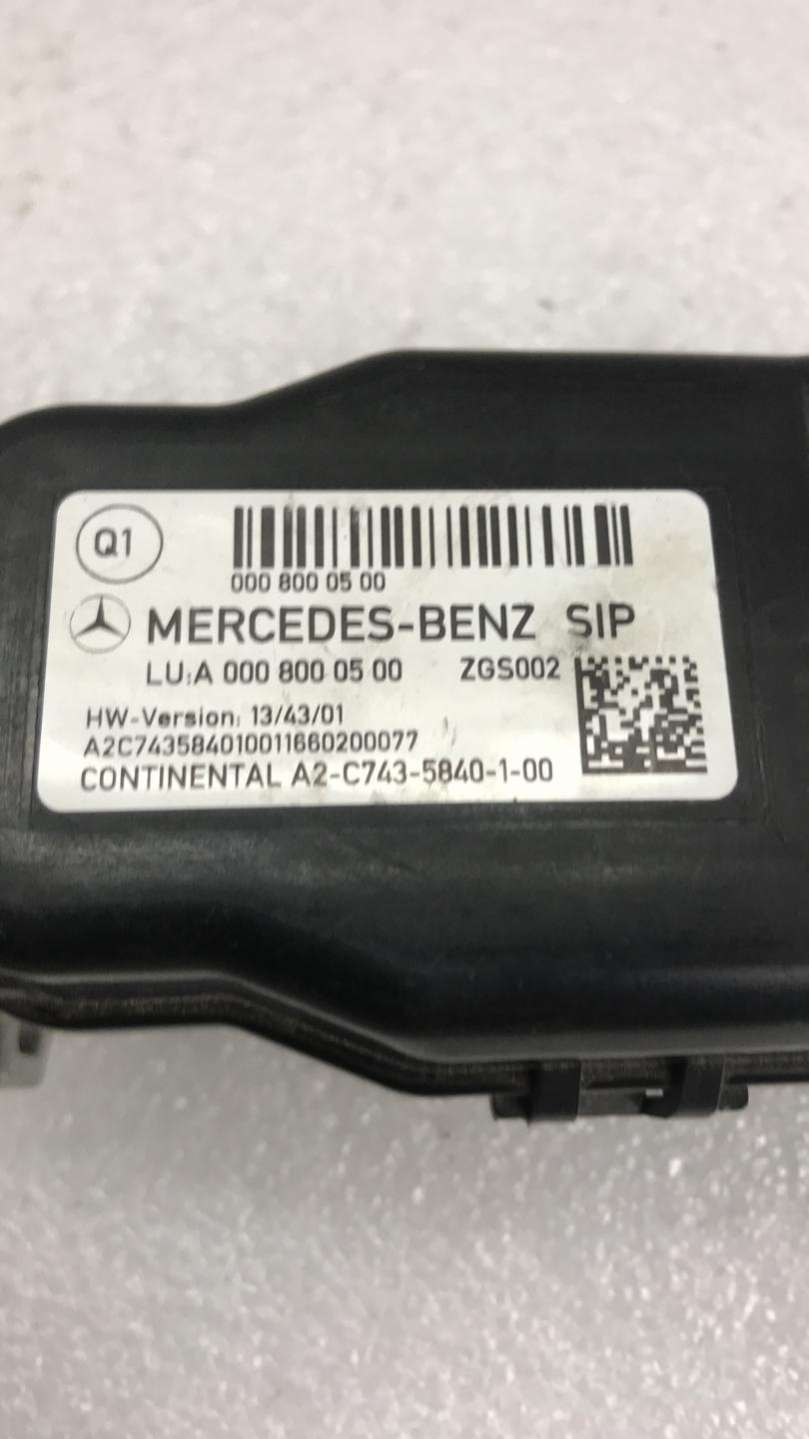 Q1
000 800 05 00
MERCEDES-BENZ SIP
LU:A 000 800 05 00 ZGS002
HW-Version: 13/43/01
A2C743584010011660200077
CONTINENTAL A2-C743-5840-1-00